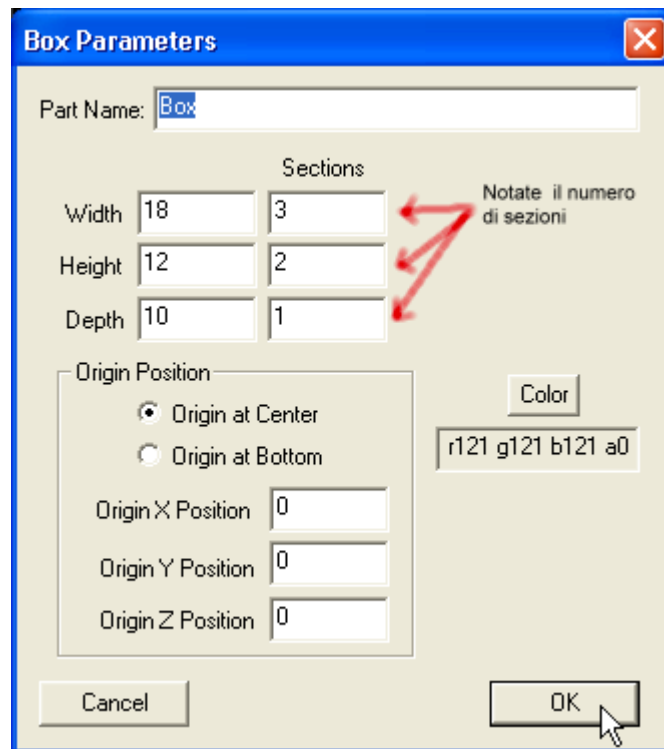 Box Parameters
Part Name: Box
Sections
Width 18 3
Notate il numero
di sezioni
Height 12 2
Depth 10 1
Origin Position
Origin at Center
Origin at Bottom
Color
r121 g121 b121 a0
Origin X Position 0
Origin Y Position 0
Origin Z Position 0
Cancel
OK